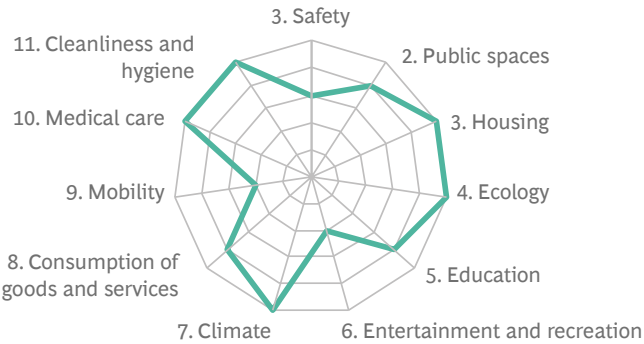 3. Safety
2. Public spaces
3. Housing
4. Ecology
5. Education
6. Entertainment and recreation
7. Climate
8. Consumption of
goods and services
9. Mobility
10. Medical care
11. Cleanliness and
hygiene